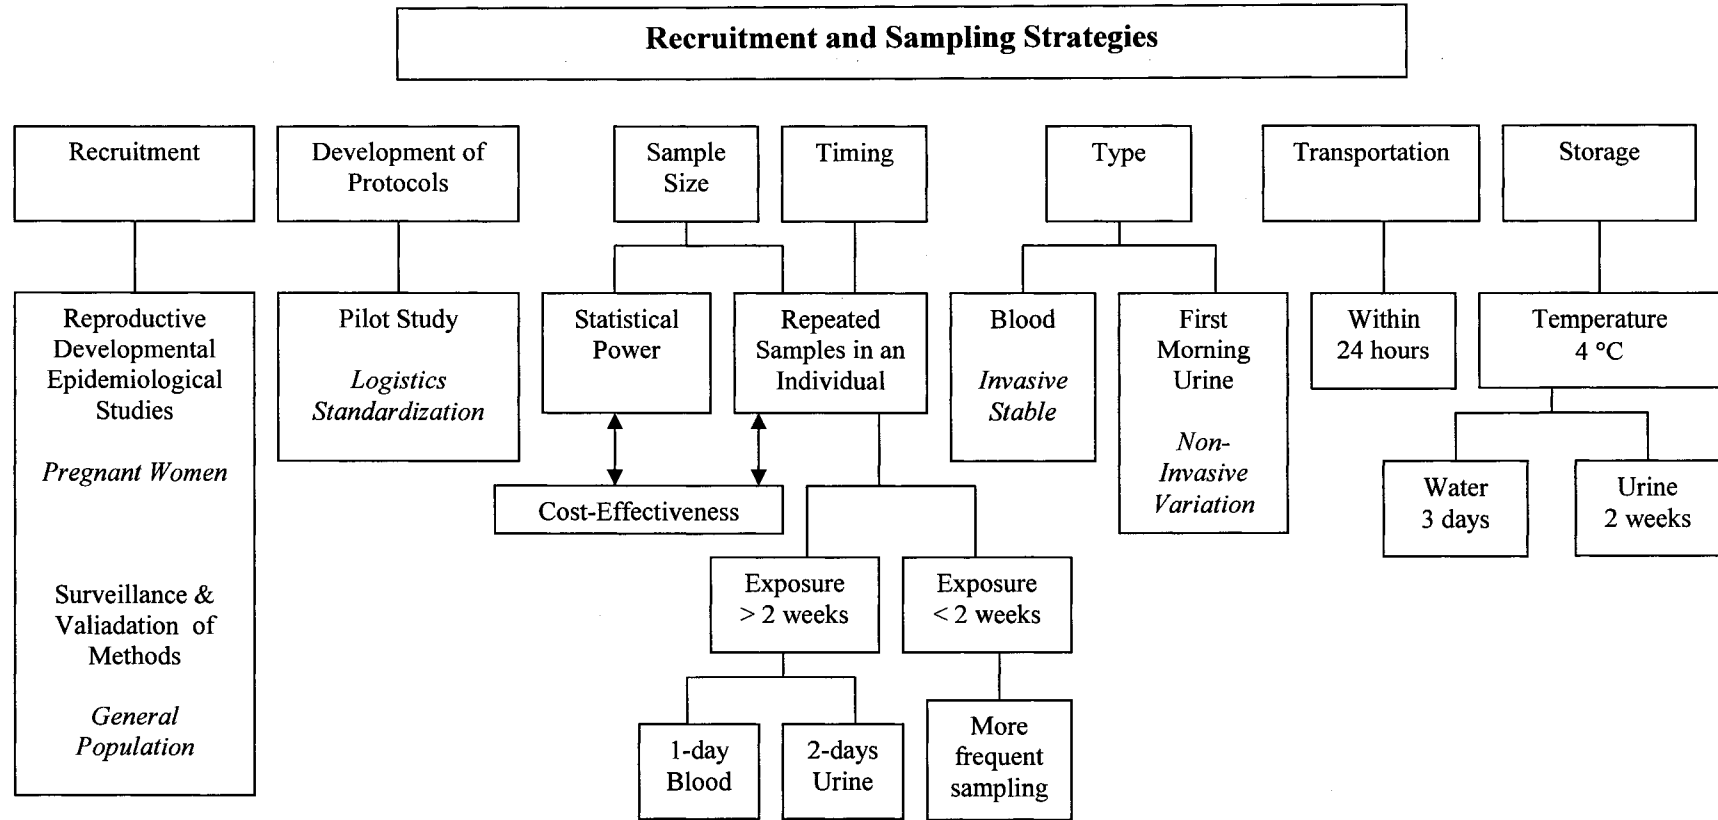 Recruitment and Sampling Strategies
Recruitment
Development of
Protocols
Sample
Size
Timing
Type
Transportation
Storage
Reproductive
Developmental
Epidemiological
Studies
Pregnant Women
Surveillance &
Valiadation of
Methods
General
Population
Pilot Study
Logistics
Standardization
Statistical
Power
Repeated
Samples in an
Individual
Cost-Effectiveness
Exposure
> 2 weeks
Exposure
< 2 weeks
1-day
Blood
2-days
Urine
More
frequent
sampling
Blood
Invasive
Stable
First
Morning
Urine
Non-
Invasive
Variation
Within
24 hours
Temperature
4 °C
Water
3 days
Urine
2 weeks